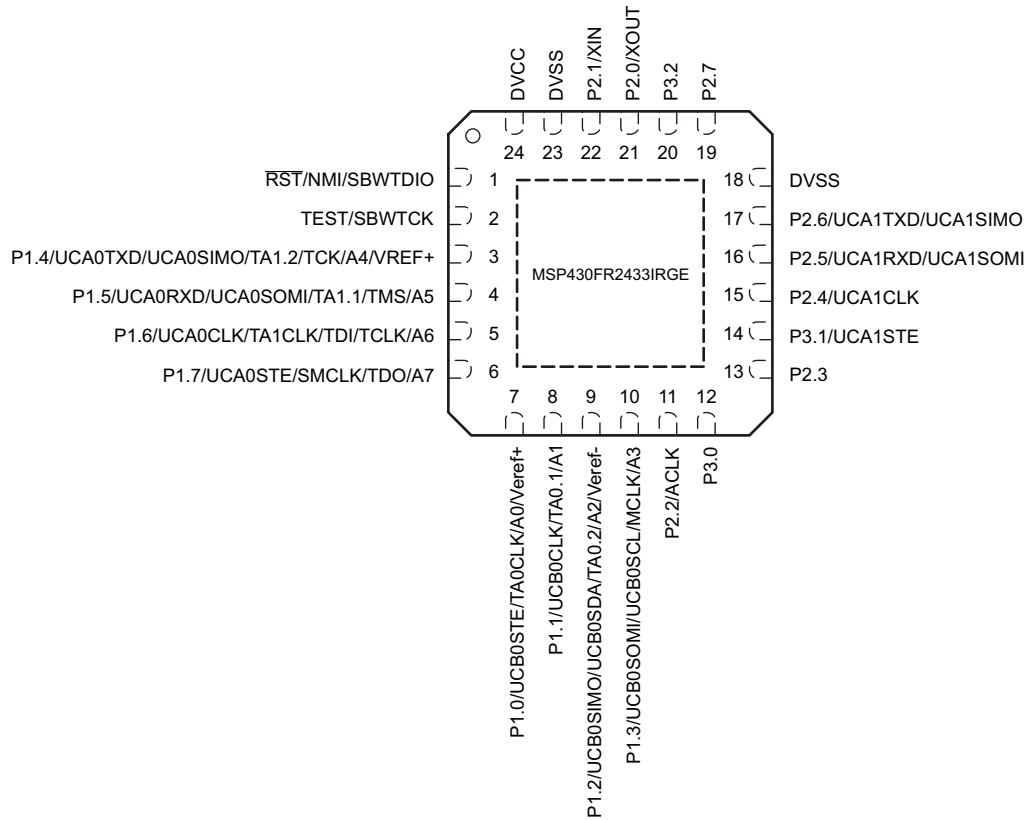 DVCC
DVSS
P2.1/XIN
P2.0/XOUT
P3.2
P2.7
24
23
22
21
20
19
RST/NMI/SBWTDIO
1
TEST/SBWTCK
2
P1.4/UCA0TXD/UCA0SIMO/TA1.2/TCK/A4/VREF+
3
P1.5/UCA0RXD/UCA0SOMI/TA1.1/TMS/A5
4
P1.6/UCA0CLK/TA1CLK/TDI/TCLK/A6
5
P1.7/UCA0STE/SMCLK/TDO/A7
6
MSP430FR2433IRGE
18
DVSS
17
P2.6/UCA1TXD/UCA1SIMO
16
P2.5/UCA1RXD/UCA1SOMI
15
P2.4/UCA1CLK
14
P3.1/UCA1STE
13
P2.3
7
8
9
10
11
12
P1.0/UCB0STE/TA0CLK/A0/Veref+
P1.1/UCB0CLK/TA0.1/A1
P1.2/UCB0SIMO/UCB0SDA/TA0.2/A2/Veref-
P1.3/UCB0SOMI/UCB0SCL/MCLK/A3
P2.2/ACLK
P3.0